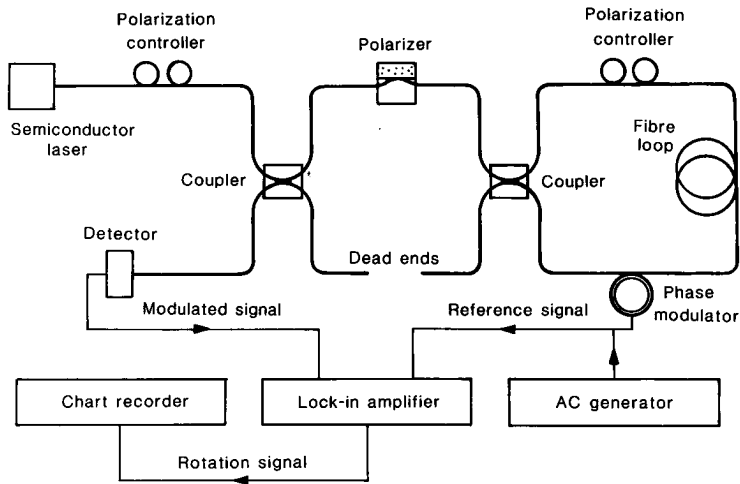 Polarization
controller
Polarizer
Polarization
controller
Semiconductor
laser
Fibre
loop
Coupler
Coupler
Detector
Dead ends
Modulated signal
Reference signal
Phase
modulator
Chart recorder
Lock-in amplifier
AC generator
Rotation signal